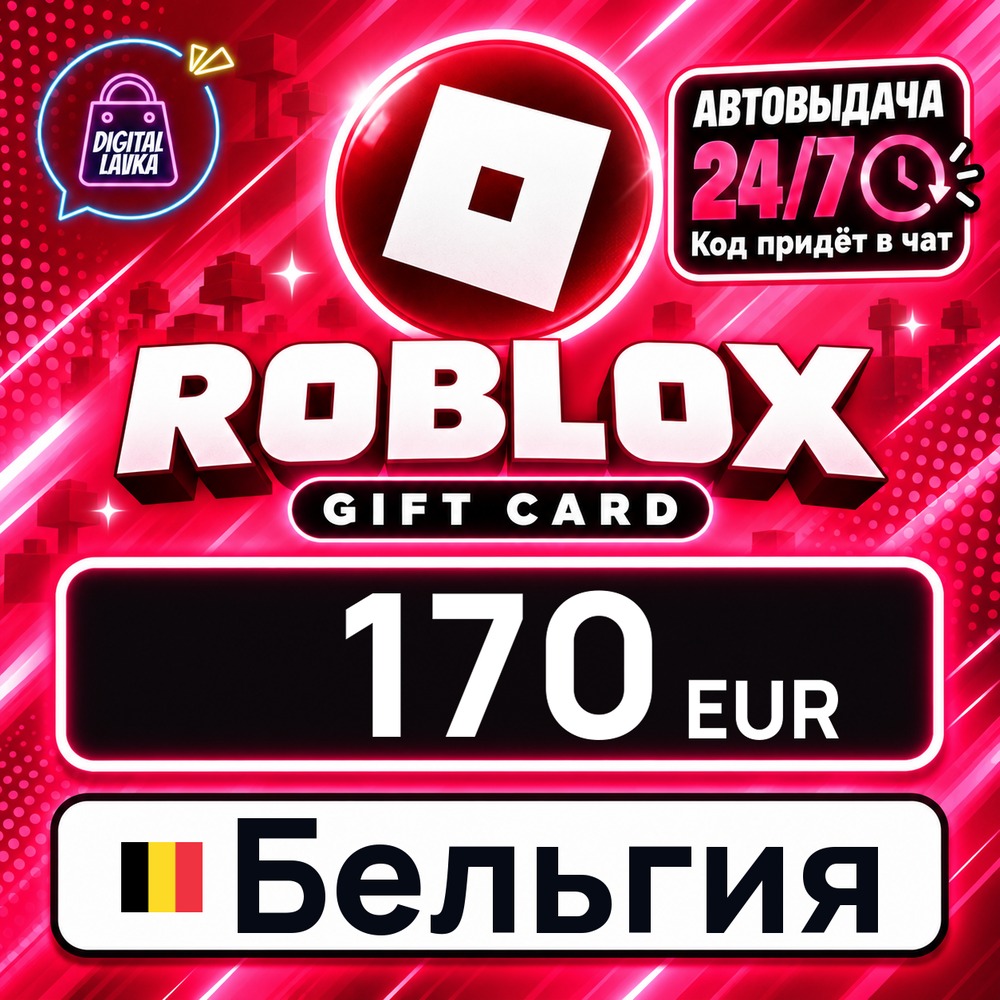 DIGITAL
LAVKA
АВТОВЫДАЧА
24/7
Код придёт в чат
ROBLOX
GIFT CARD
170 EUR
Бельгия